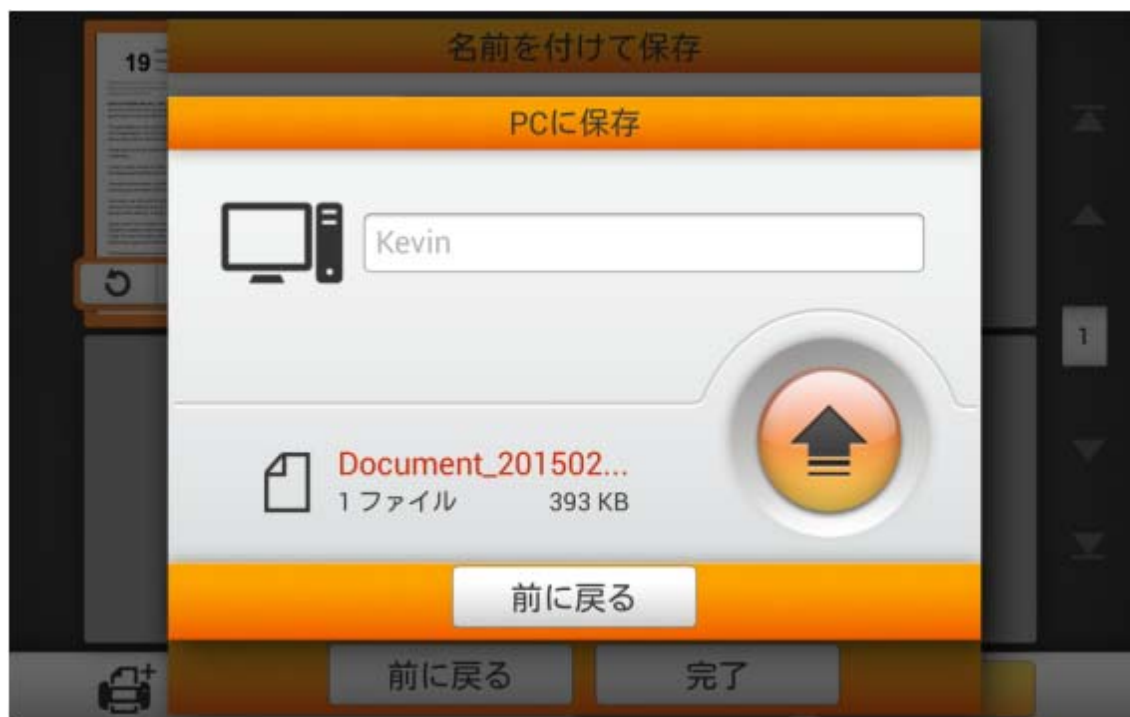 19
名前を付けて保存
PCに保存
Kevin
1
Document_201502...
1 ファイル 393 KB
前に戻る
前に戻る 完了